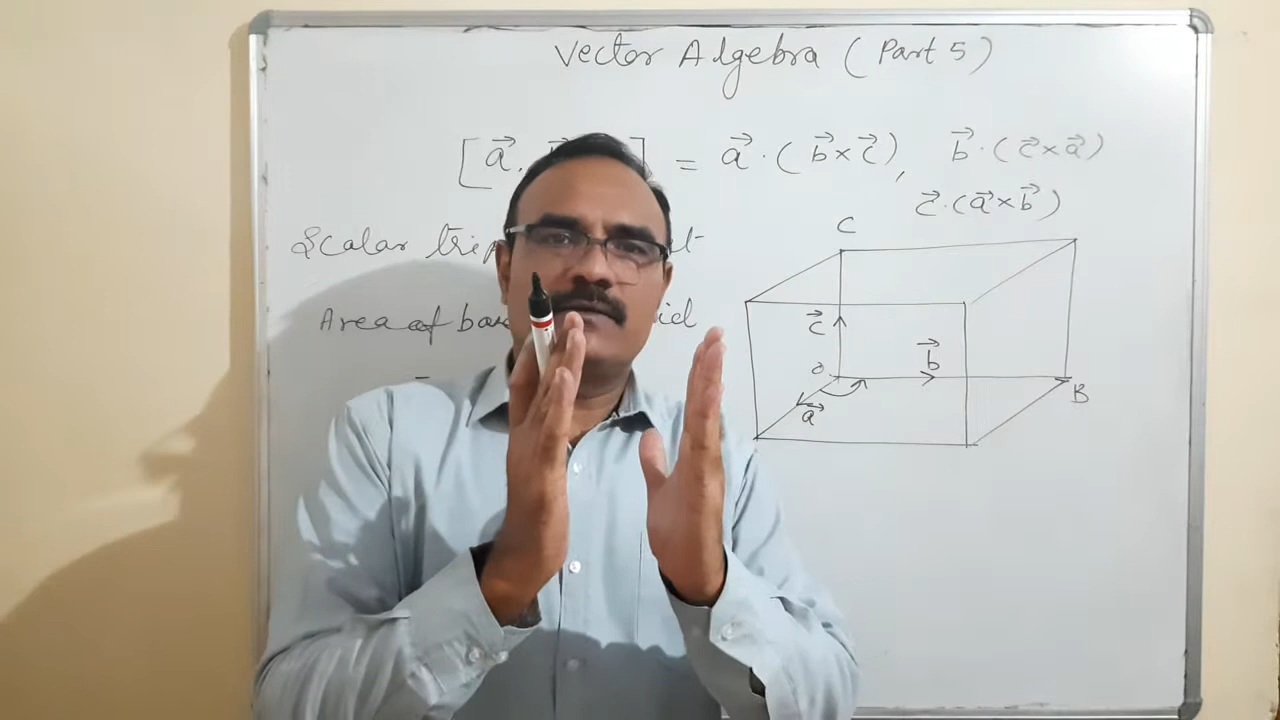 Vector Algebra (Part 5)
[a⃗, ] = a⃗ · (b⃗ × c⃗), b⃗ · (c⃗ × a⃗)
c⃗ · (a⃗ × b⃗)
Scalar
Area of
C
c⃗
O
b⃗
a⃗
B